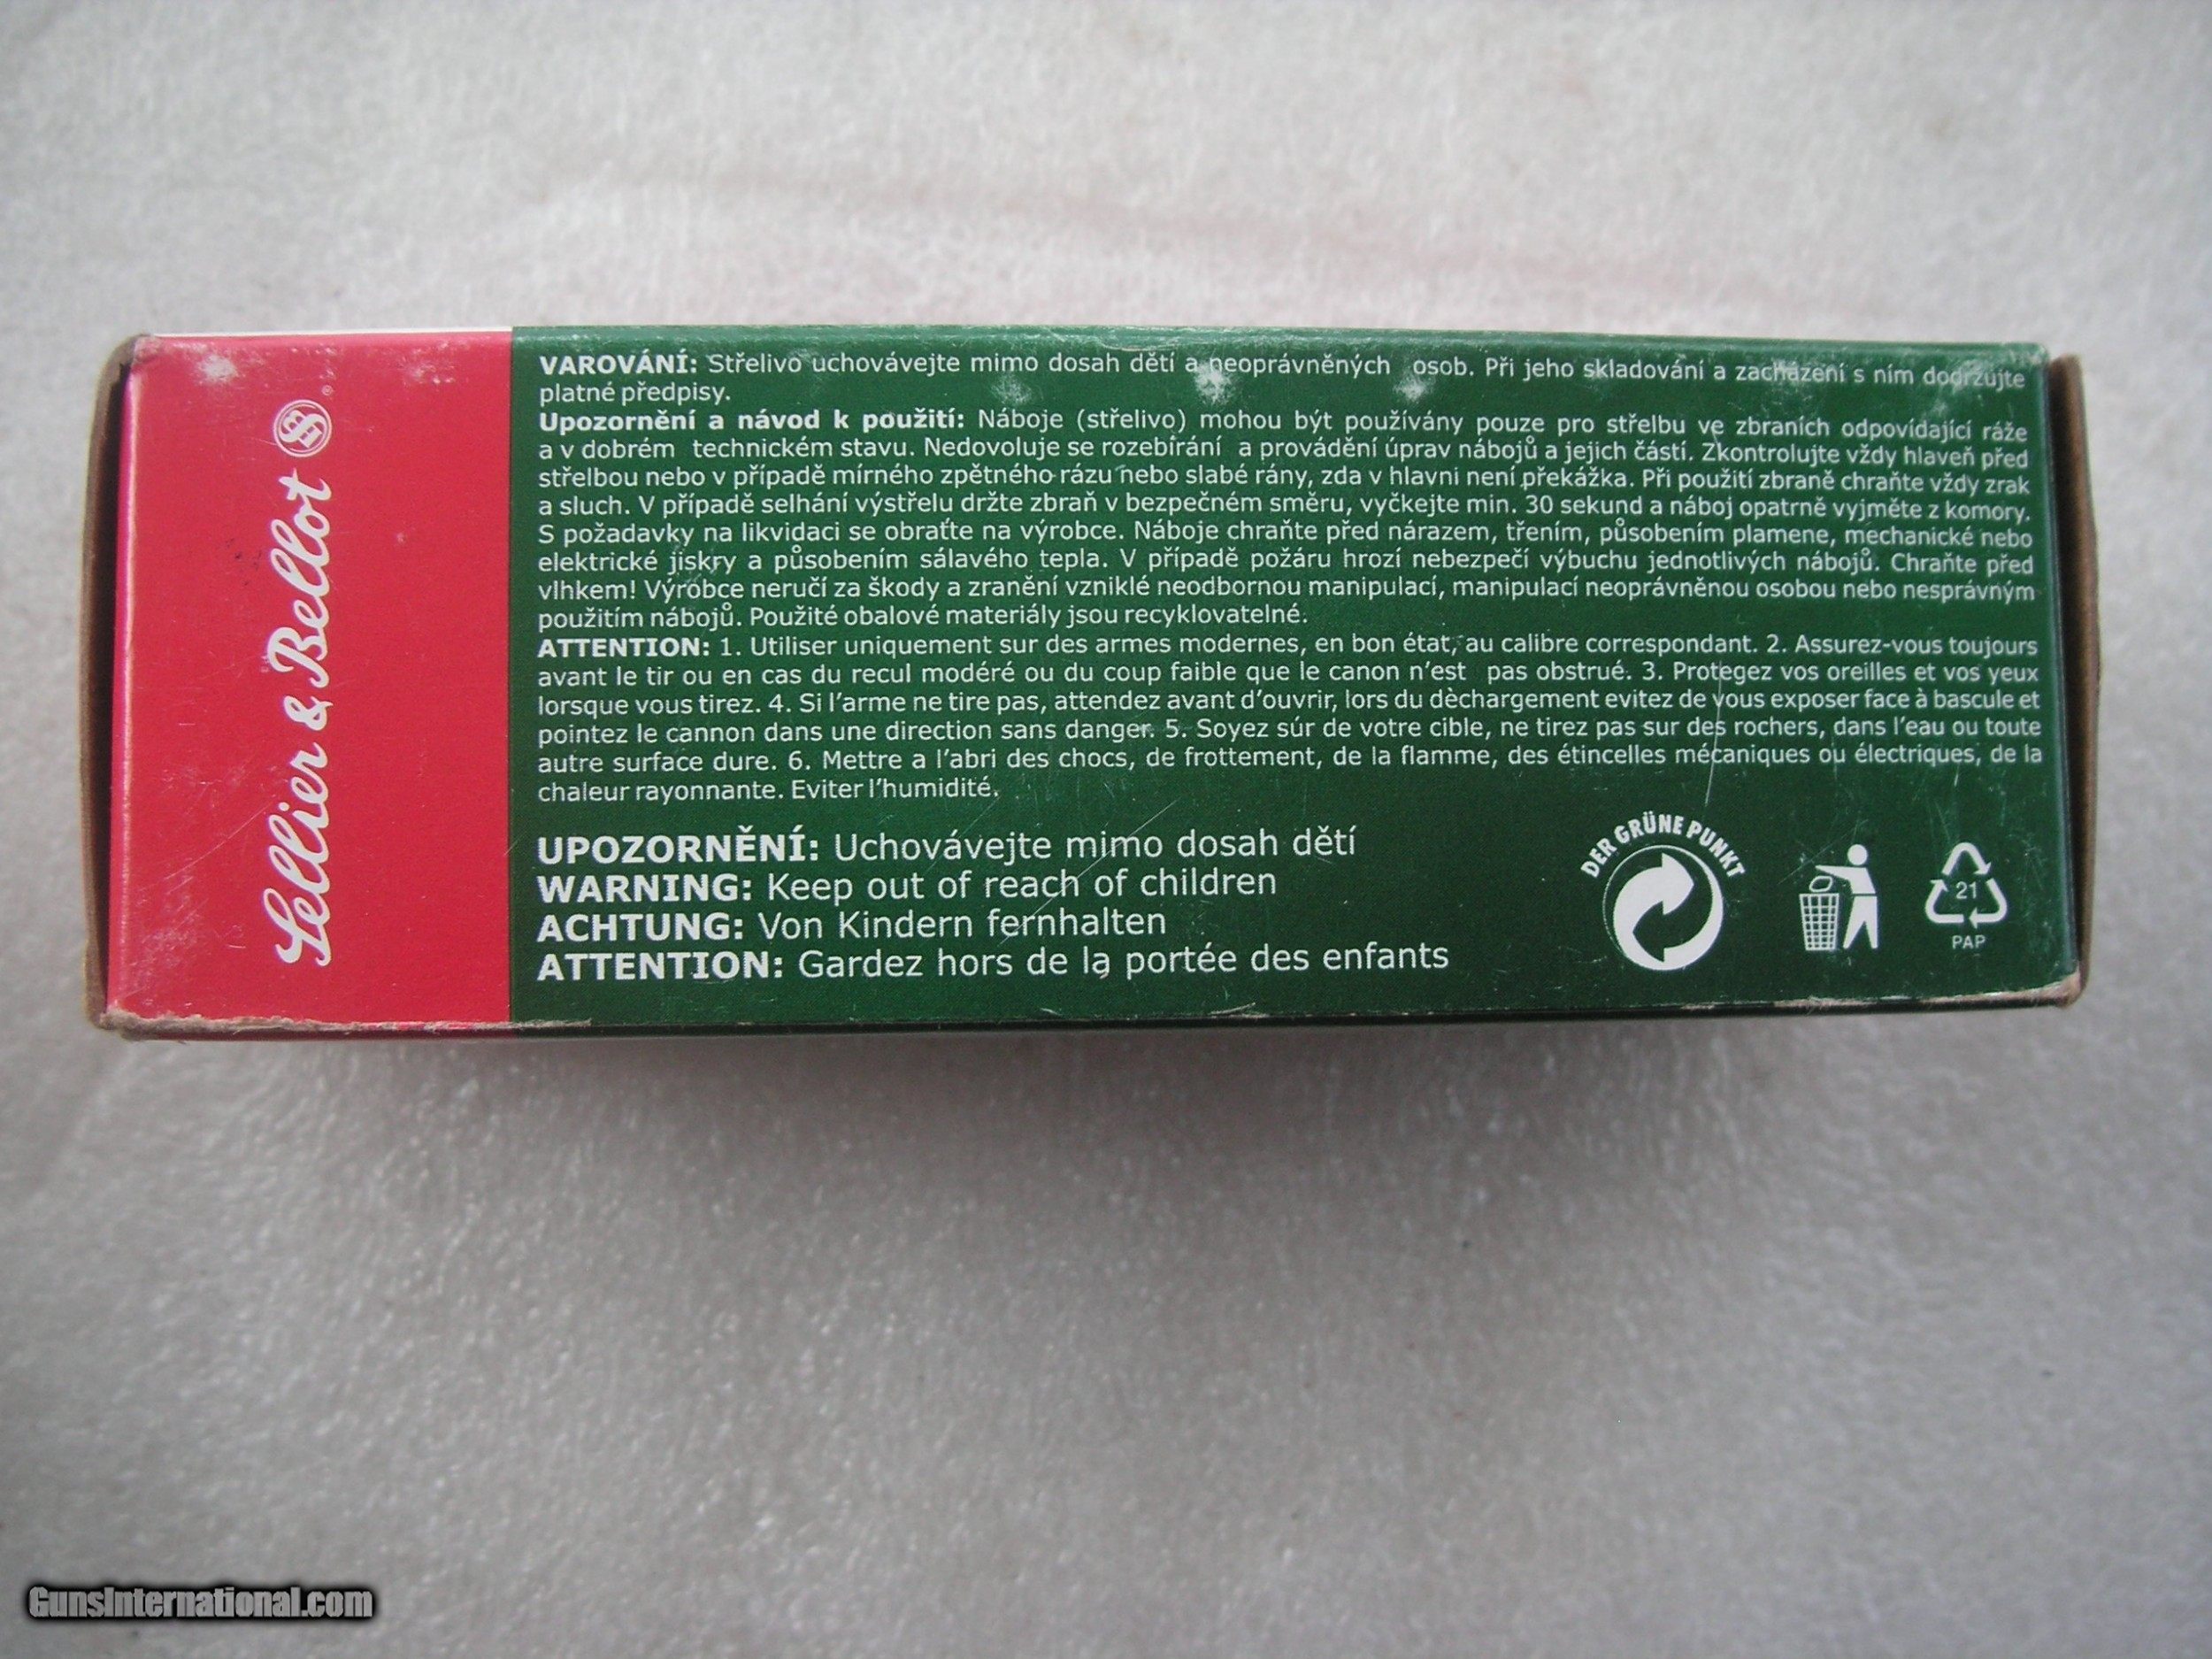 Sellier & Bellot S&B
VAROVÁNÍ: Střelivo uchovávejte mimo dosah dětí a neoprávněných osob. Při jeho skladování a zacházení s ním dodržujte
platné předpisy.
Upozornění a návod k použití: Náboje (střelivo) mohou být používány pouze pro střelbu ve zbraních odpovídající ráže
a v dobrém technickém stavu. Nedovoluje se rozebírání a provádění úprav nábojů a jejich částí. Zkontrolujte vždy hlaveň před
střelbou nebo v případě mírného zpětného rázu nebo slabé rány, zda v hlavni není překážka. Při použití zbraně chraňte vždy zrak
a sluch. V případě selhání výstřelu držte zbraň v bezpečném směru, vyčkejte min. 30 sekund a náboj opatrně vyjměte z komory.
S požadavky na likvidaci se obraťte na výrobce. Náboje chraňte před nárazem, třením, působením plamene, mechanické nebo
elektrické jiskry a působením sálavého tepla. V případě požáru hrozí nebezpečí výbuchu jednotlivých nábojů. Chraňte před
vlhkem! Výrobce neručí za škody a zranění vzniklé neodbornou manipulací, manipulací neoprávněnou osobou nebo nesprávným
použitím nábojů. Použité obalové materiály jsou recyklovatelné.
ATTENTION: 1. Utiliser uniquement sur des armes modernes, en bon état, au calibre correspondant. 2. Assurez-vous toujours
avant le tir ou en cas du recul modéré ou du coup faible que le canon n'est pas obstrué. 3. Protegez vos oreilles et vos yeux
lorsque vous tirez. 4. Si l'arme ne tire pas, attendez avant d'ouvrir, lors du dèchargement evitez de vous exposer face à bascule et
pointez le cannon dans une direction sans danger. 5. Soyez súr de votre cible, ne tirez pas sur des rochers, dans l'eau ou toute
autre surface dure. 6. Mettre a l'abri des chocs, de frottement, de la flamme, des étincelles mécaniques ou électriques, de la
chaleur rayonnante. Eviter l'humidité.
UPOZORNĚNÍ: Uchovávejte mimo dosah dětí
WARNING: Keep out of reach of children
ACHTUNG: Von Kindern fernhalten
ATTENTION: Gardez hors de la portée des enfants
DER GRÜNE PUNKT
21
PAP
GunsInternational.com